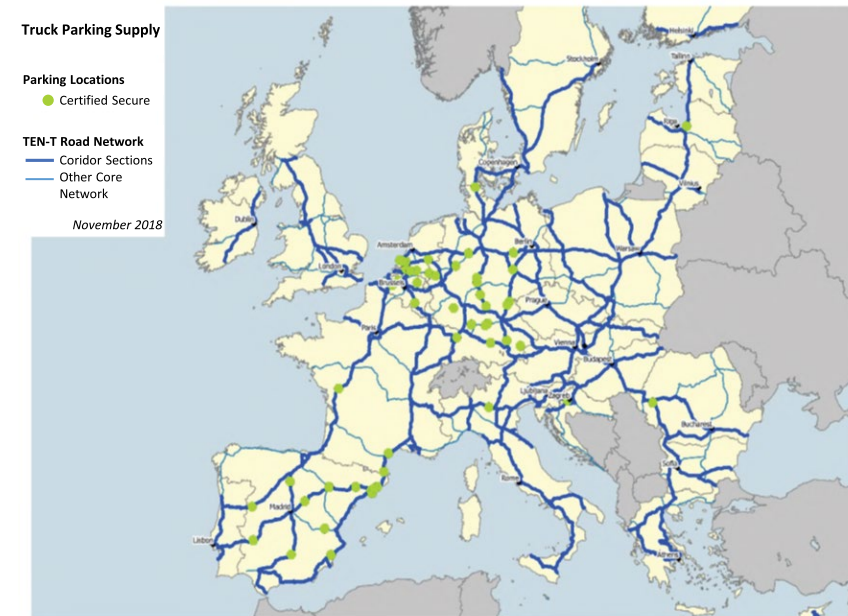 Truck Parking Supply
Parking Locations
Certified Secure
TEN-T Road Network
Coridor Sections
Other Core
Network
November 2018
Helsinki
Tallinn
Stockholm
Riga
Copenhagen
Vilnius
Dublin
Amsterdam
Berlin
Warsaw
London
Brussels
Prague
Paris
Vienna
Budapest
Ljubljana
Zagreb
Bucharest
Sofia
Rome
Madrid
Lisbon
Athens